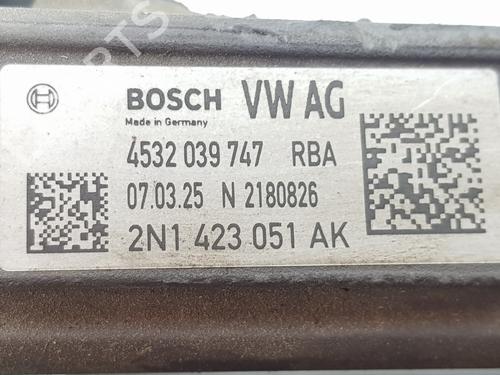 BOSCH VW AG
Made in Germany
4532 039 747 RBA
07.03.25 N 2180826
2N1 423 051 AK